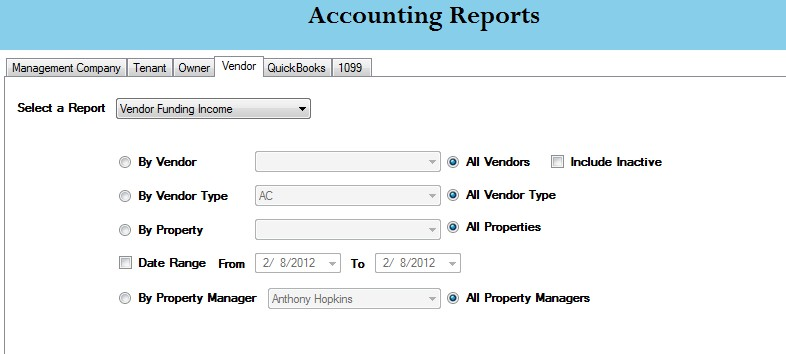 Accounting Reports
Management Company Tenant Owner Vendor QuickBooks 1099
Select a Report Vendor Funding Income
By Vendor All Vendors Include Inactive
By Vendor Type AC All Vendor Type
By Property All Properties
Date Range From 2/ 8/2012 To 2/ 8/2012
By Property Manager Anthony Hopkins All Property Managers